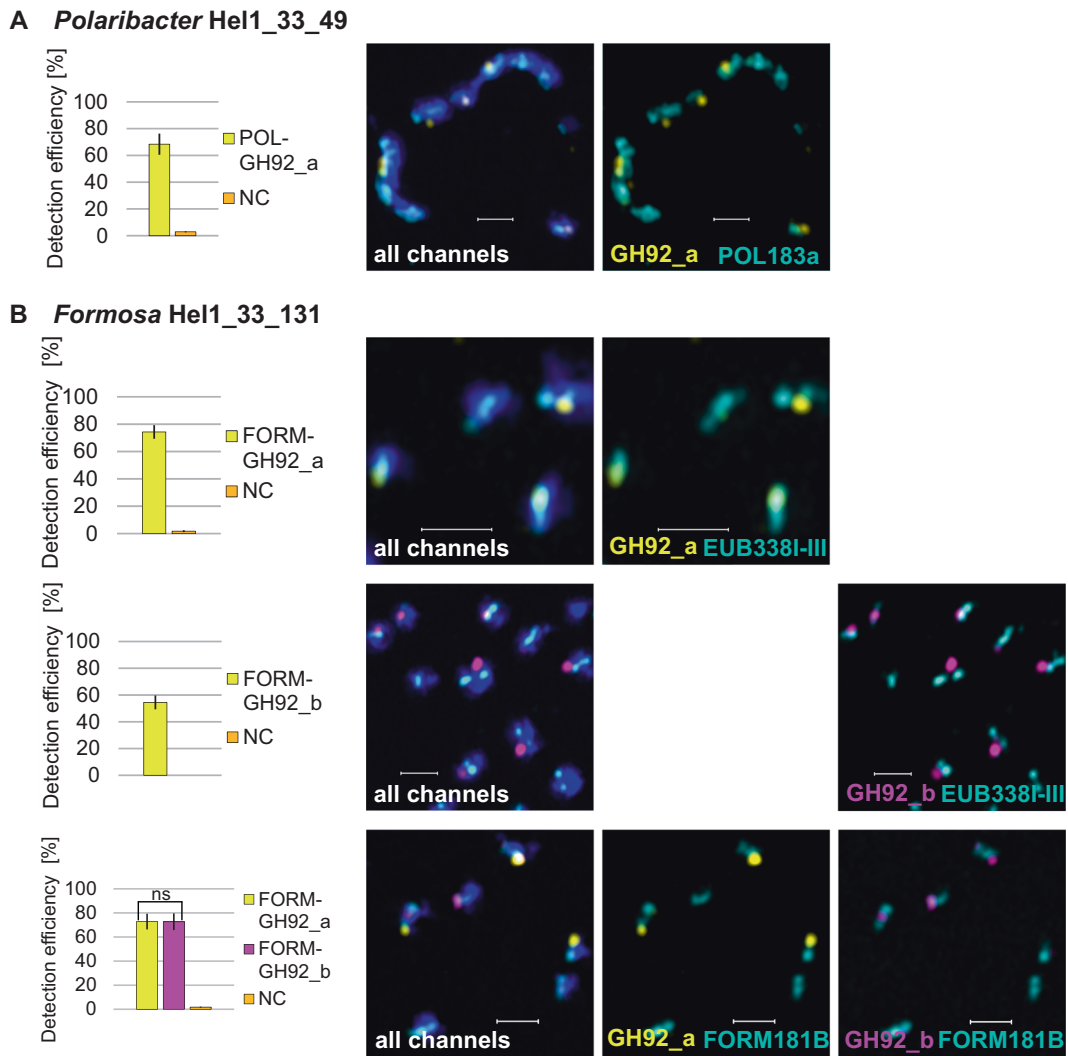 A Polaribacter Hel1_33_49
Detection efficiency [%]
100
80
60
40
20
0
POL-
GH92_a
NC
all channels
GH92_a POL183a
B Formosa Hel1_33_131
Detection efficiency [%]
100
80
60
40
20
0
FORM-
GH92_a
NC
all channels
GH92_a EUB338I-III
Detection efficiency [%]
100
80
60
40
20
0
FORM-
GH92_b
NC
all channels
GH92_b EUB338I-III
Detection efficiency [%]
100
80
60
40
20
0
ns
FORM-
GH92_a
FORM-
GH92_b
NC
all channels
GH92_a FORM181B
GH92_b FORM181B